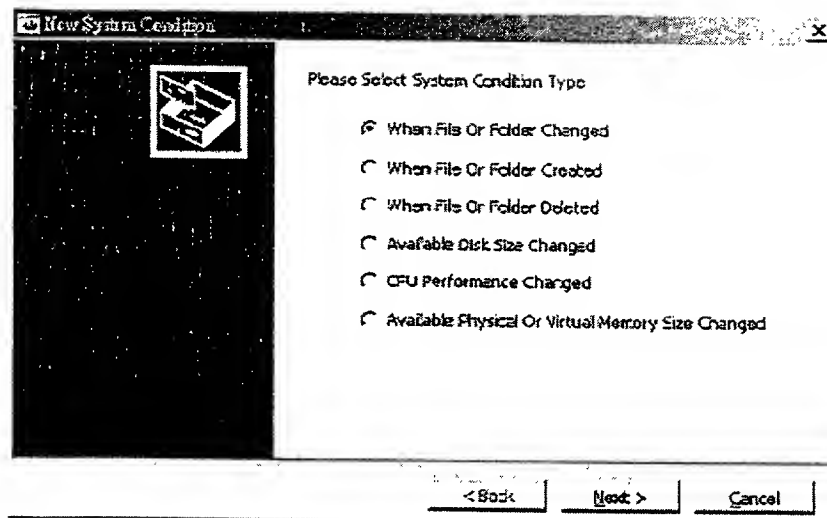 New System Condition
Please Select System Condition Type
When File Or Folder Changed
When File Or Folder Created
When File Or Folder Deleted
Available Disk Size Changed
CPU Performance Changed
Available Physical Or Virtual Memory Size Changed
< Back
Next >
Cancel